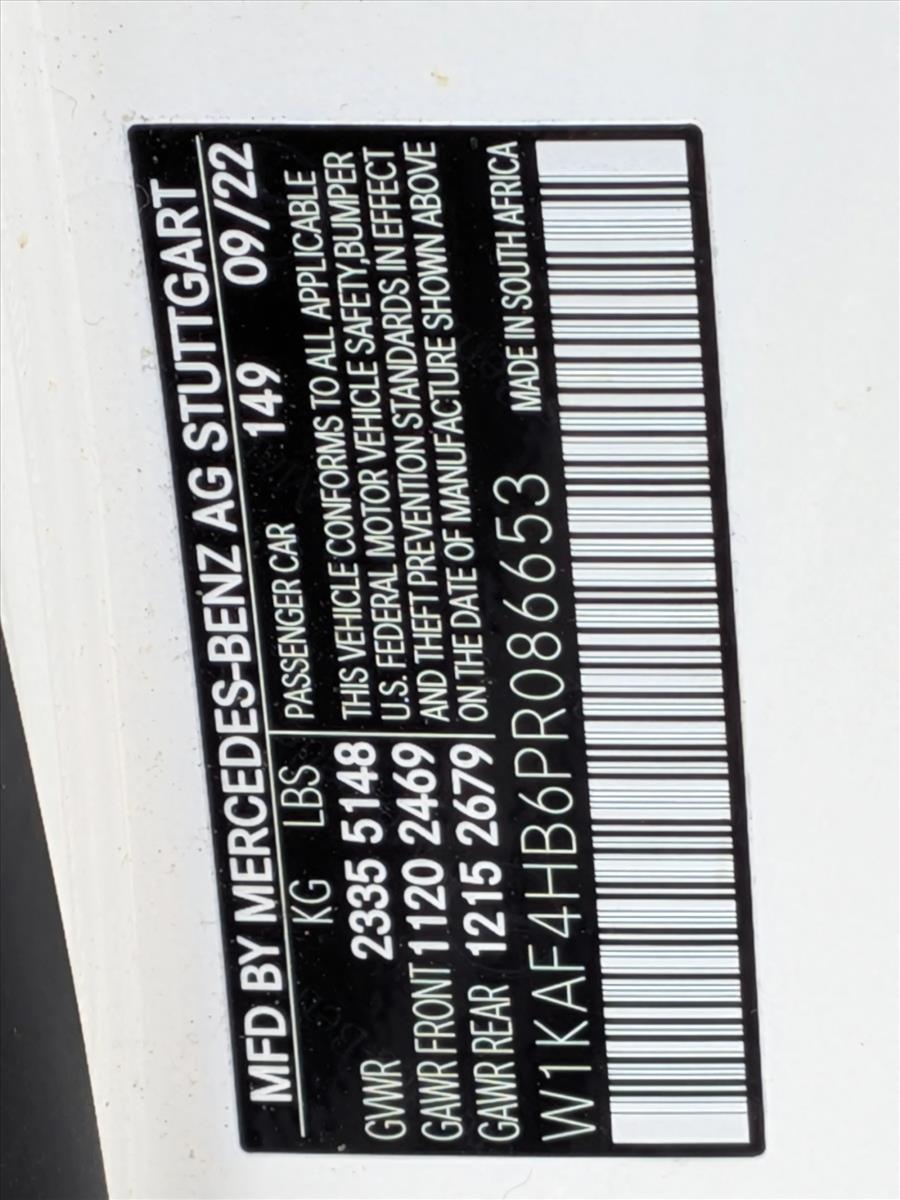 MFD BY MERCEDES-BENZ AG STUTTGART
149 09/22
KG LBS
GVWR 2335 5148
GAWR FRONT 1120 2469
GAWR REAR 1215 2679
PASSENGER CAR
THIS VEHICLE CONFORMS TO ALL APPLICABLE
U.S. FEDERAL MOTOR VEHICLE SAFETY,BUMPER
AND THEFT PREVENTION STANDARDS IN EFFECT
ON THE DATE OF MANUFACTURE SHOWN ABOVE
W1KAF4HB6PR086653
MADE IN SOUTH AFRICA